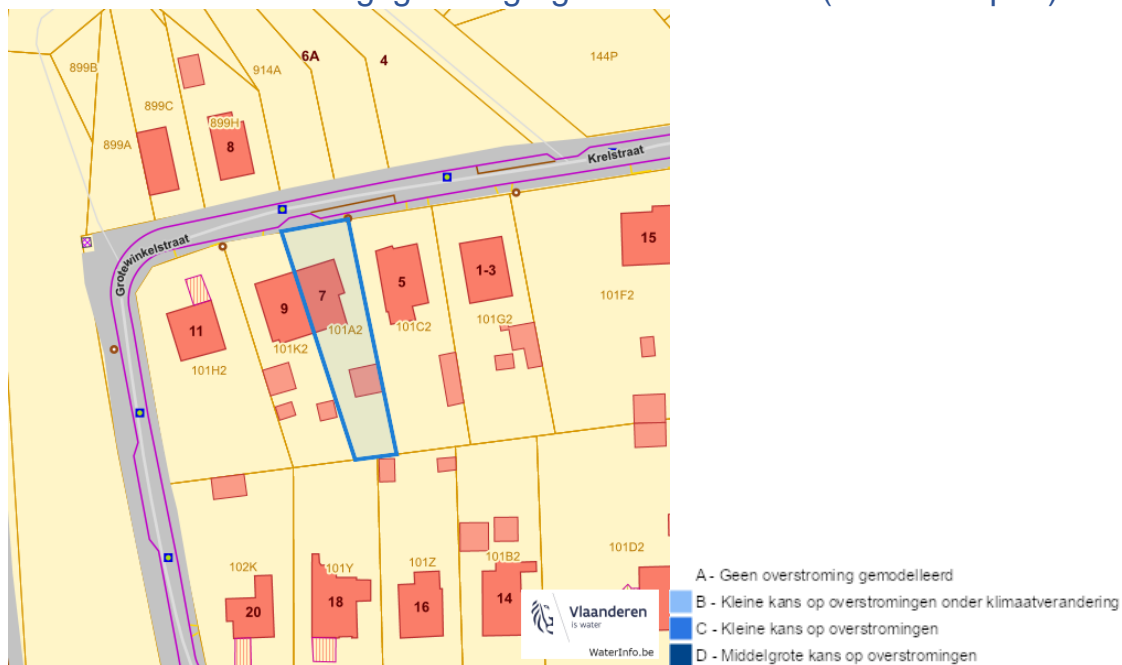 6A
4
144P
899B
914A
899C
899H
899A
8
Krelstraat
Grotewinkelstraat
15
1-3
5
7
9
11
101F2
101G2
101C2
101A2
101K2
101H2
102K
101Y
101Z
101B2
101D2
20
18
16
14
Vlaanderen
is water
WaterInfo.be
A - Geen overstroming gemodelleerd
B - Kleine kans op overstromingen onder klimaatverandering
C - Kleine kans op overstromingen
D - Middelgrote kans op overstromingen